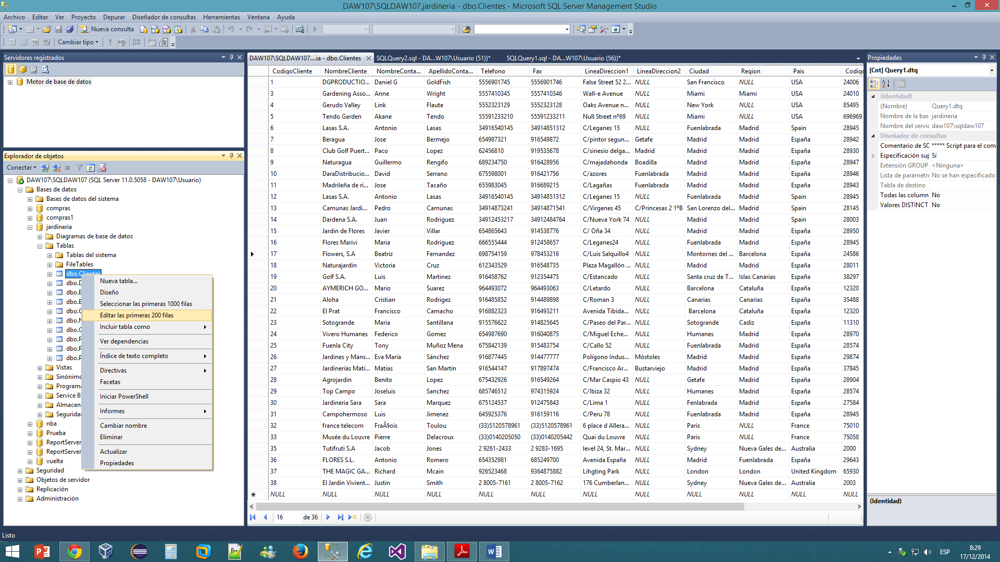 DAW107\SQLDAW107.jardineria - dbo.Clientes - Microsoft SQL Server Management Studio
Archivo Editar Ver Proyecto Depurar Diseñador de consultas Herramientas Ventana Ayuda
Nueva consulta
Cambiar tipo
Servidores registrados
Motor de base de datos
Explorador de objetos
Conectar
DAW107\SQLDAW107 (SQL Server 11.0.5058 - DAW107\Usuario)
Bases de datos
Bases de datos del sistema
compras
compras1
jardineria
Diagramas de base de datos
Tablas
Tablas del sistema
FileTables
dbo.Clientes
dbo.D
dbo.E
dbo.E
dbo.G
dbo.N
dbo.C
dbo.P
dbo.P
dbo.P
Vistas
Sinónimo
Programa
Service B
Almacena
Seguridad
nba
Prueba
ReportServer
ReportServer
vuelta
Seguridad
Objetos de servidor
Replicación
Administración
Nueva tabla...
Diseño
Seleccionar las primeras 1000 filas
Editar las primeras 200 filas
Incluir tabla como
Ver dependencias
Índice de texto completo
Directivas
Facetas
Iniciar PowerShell
Informes
Cambiar nombre
Eliminar
Actualizar
Propiedades
DAW107\SQLDAW107....ia - dbo.Clientes SQLQuery2.sql - DA...W107\Usuario (51))* SQLQuery1.sql - DA...W107\Usuario (56))*
CodigoCliente NombreCliente NombreConta... ApellidoConta... Telefono Fax LineaDireccion1 LineaDireccion2 Ciudad Region Pais Codigo
1 DGPRODUCTIO... Daniel G GoldFish 5556901745 5556901746 False Street 52 2... NULL San Francisco NULL USA 24006
3 Gardening Asso... Anne Wright 5557410345 5557410346 Wall-e Avenue NULL Miami Miami USA 24010
4 Gerudo Valley Link Flaute 5552323129 5552323128 Oaks Avenue n... NULL New York NULL USA 85495
5 Tendo Garden Akane Tendo 55591233210 55591233211 Null Street nº69 NULL Miami NULL USA 696969
6 Lasas S.A. Antonio Lasas 34916540145 34914851312 C/Leganes 15 NULL Fuenlabrada Madrid Spain 28945
7 Beragua Jose Bermejo 654987321 916549872 C/pintor segun... Getafe Madrid Madrid España 28942
8 Club Golf Puert... Paco Lopez 62456810 919535678 C/sinesio delga... Madrid Madrid Madrid España 28930
9 Naturagua Guillermo Rengifo 689234750 916428956 C/majadahonda Boadilla Madrid Madrid España 28947
10 DaraDistribucio... David Serrano 675598001 916421756 C/azores Fuenlabrada Madrid Madrid España 28946
11 Madrileña de ri... Jose Tacaño 655983045 916689215 C/Lagañas Fuenlabrada Madrid Madrid España 28943
12 Lasas S.A. Antonio Lasas 34916540145 34914851312 C/Leganes 15 NULL Fuenlabrada Madrid Spain 28945
13 Camunas Jardi... Pedro Camunas 34914873241 34914871541 C/Virgenes 45 C/Princesas 2 1ºB San Lorenzo del... Madrid Spain 28145
14 Dardena S.A. Juan Rodriguez 34912453217 34912484764 C/Nueva York 74 NULL Madrid Madrid Spain 28003
15 Jardin de Flores Javier Villar 654865643 914538776 C/ Oña 34 NULL Madrid Madrid España 28950
16 Flores Marivi Maria Rodriguez 666555444 912458657 C/Leganes24 NULL Fuenlabrada Madrid España 28945
17 Flowers, S.A Beatriz Fernandez 698754159 978453216 C/Luis Salquillo4 NULL Montornes del ... Barcelona España 24586
18 Naturajardin Victoria Cruz 612343529 916548735 Plaza Magallón ... NULL Madrid Madrid España 28011
19 Golf S.A. Luis Martinez 916458762 912354475 C/Estancado NULL Santa cruz de T... Islas Canarias España 38297
20 AYMERICH GO... Mario Suarez 964493072 964493063 C/Letardo NULL Barcelona Cataluña España 12320
21 Aloha Cristian Rodrigez 916485852 914489898 C/Roman 3 NULL Canarias Canarias España 35488
22 El Prat Francisco Camacho 916882323 916493211 Avenida Tibida... NULL Barcelona Cataluña España 12320
23 Sotogrande Maria Santillana 915576622 914825645 C/Paseo del Par... NULL Sotogrande Cadiz España 11310
24 Vivero Humanes Federico Gomez 654987690 916040875 C/Miguel Eche... NULL Humanes Madrid España 28970
25 Fuenla City Tony Muñoz Mena 675842139 915483754 C/Callo 52 NULL Fuenlabrada Madrid España 28574
26 Jardines y Mans... Eva María Sánchez 916877445 914477777 Polígono Indus... Móstoles Madrid Madrid España 29874
27 Jardinerías Matí... Matías San Martín 916544147 917897474 C/Francisco Ar... Bustarviejo Madrid Madrid España 37845
28 Agrojardin Benito Lopez 675432926 916549264 C/Mar Caspio 43 NULL Getafe Madrid España 28904
29 Top Campo Joseluis Sanchez 685746512 974315924 C/Ibiza 32 NULL Humanes Madrid España 28574
30 Jardineria Sara Sara Marquez 675124537 912475843 C/Lima 1 NULL Fenlabrada Madrid España 27584
31 Campohermoso Luis Jimenez 645925376 916159116 C/Peru 78 NULL Fuenlabrada Madrid España 28945
32 france telecom FraÃ§ois Toulou (33)5120578961 (33)5120578961 6 place d Allera... NULL Paris NULL France 75010
33 Musée du Louvre Pierre Delacroux (33)0140205050 (33)0140205442 Quai du Louvre NULL Paris NULL France 75058
35 Tutifruti S.A Jacob Jones 2 9261-2433 2 9283-1695 level 24, St. Mar... NULL Sydney Nueva Gales de... Australia 2000
36 FLORES S.L. Antonio Romero 654352981 685249700 Avenida España NULL Madrid Fuenlabrada España 29643
37 THE MAGIC GA... Richard Mcain 926523468 9364875882 Lihgting Park NULL London London United Kingdom 65930
38 El Jardin Vivient... Justin Smith 2 8005-7161 2 8005-7162 176 Cumberlan... NULL Sydney Nueva Gales de... Australia 2003
NULL NULL NULL NULL NULL NULL NULL NULL NULL NULL NULL NULL
16 de 36
Propiedades
[Cnt] Query1.dtq
(Identidad)
(Nombre) Query1.dtq
Nombre de la bas jardineria
Nombre del servic daw107\sqldaw107
Diseñador de consultas
Comentario de SC ***** Script para el com
Especificación sup Sí
Extensión GROUP <Ninguna>
Lista de parámetro No se han especificado
Tabla de destino
Todas las column No
Valores DISTINCT No
(Identidad)
Listo
ESP
8:29
17/12/2014